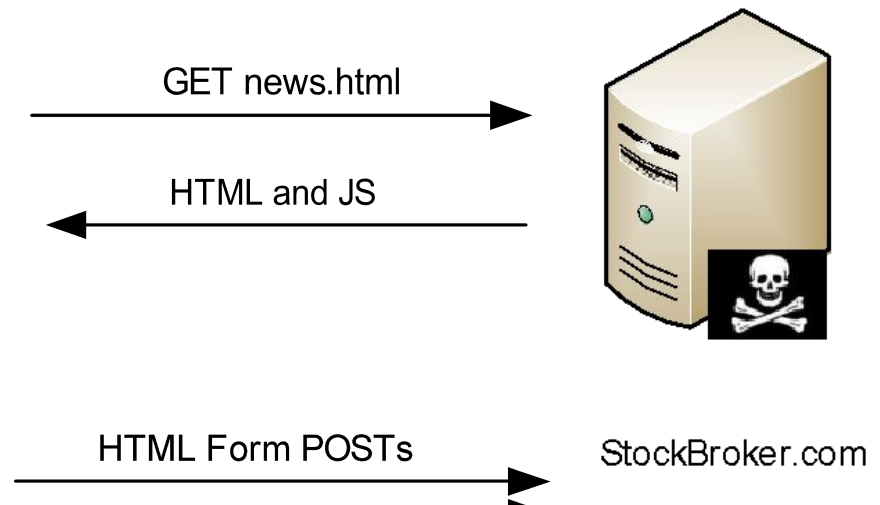 GET news.html
HTML and JS
HTML Form POSTs
StockBroker.com